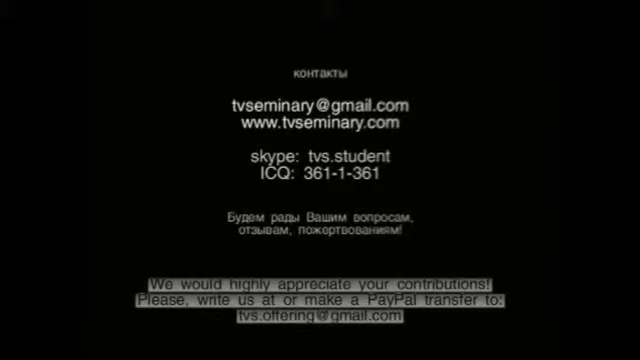 контакты
tvseminary@gmail.com
www.tvseminary.com
skype: tvs.student
ICQ: 361-1-361
Будем рады Вашим вопросам,
отзывам, пожертвованиям!
We would highly appreciate your contributions!
Please, write us at or make a PayPal transfer to:
tvs.offering@gmail.com